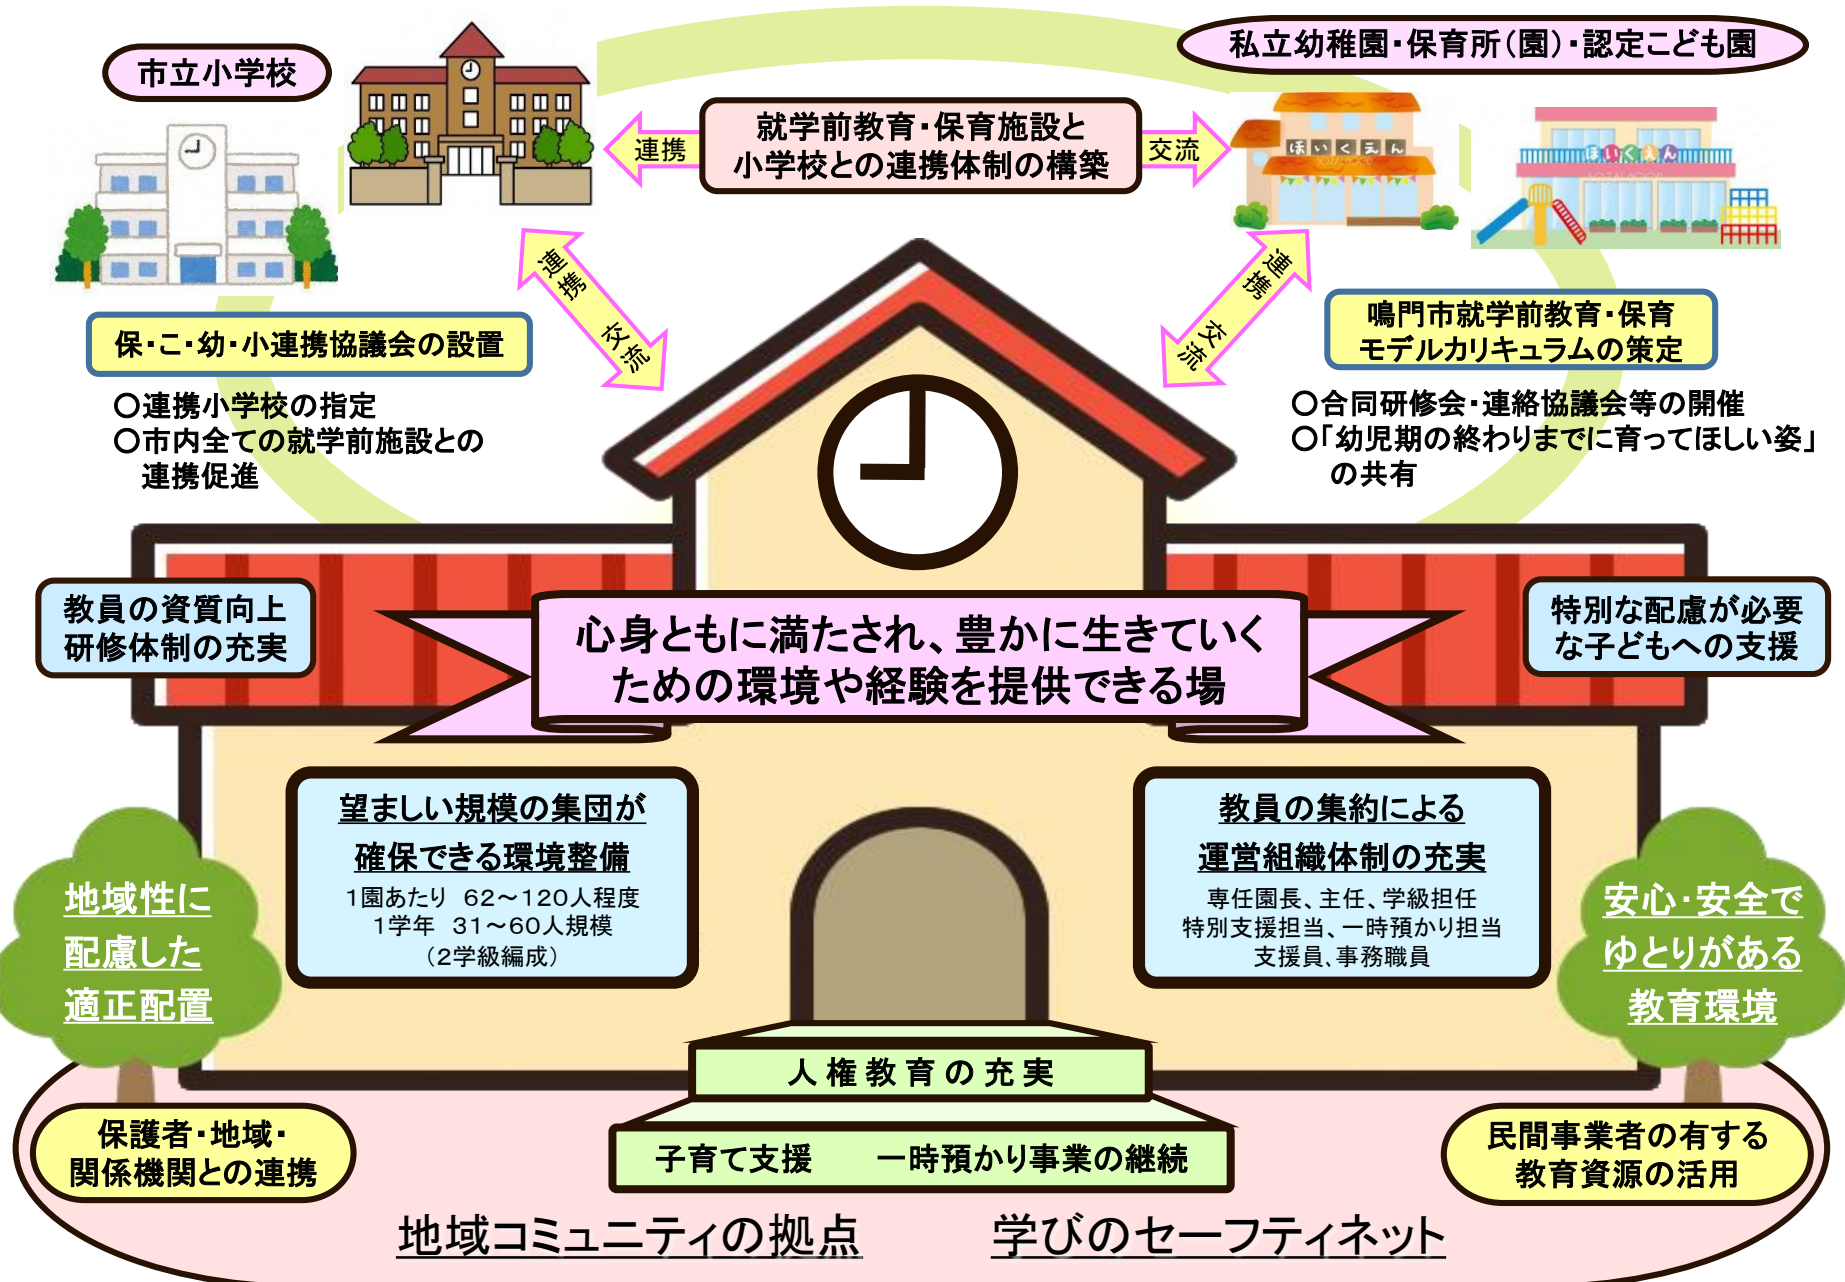 市立小学校
私立幼稚園・保育所（園）・認定こども園
就学前教育・保育施設と
小学校との連携体制の構築
連携
交流
ほいくえん
ほいくえん
連携
交流
連携
交流
保・こ・幼・小連携協議会の設置
○連携小学校の指定
○市内全ての就学前施設との
連携促進
鳴門市就学前教育・保育
モデルカリキュラムの策定
○合同研修会・連絡協議会等の開催
○「幼児期の終わりまでに育ってほしい姿」
の共有
教員の資質向上
研修体制の充実
心身ともに満たされ、豊かに生きていく
ための環境や経験を提供できる場
特別な配慮が必要
な子どもへの支援
望ましい規模の集団が
確保できる環境整備
1園あたり　62～120人程度
1学年　31～60人規模
（2学級編成）
教員の集約による
運営組織体制の充実
専任園長、主任、学級担任
特別支援担当、一時預かり担当
支援員、事務職員
地域性に
配慮した
適正配置
安心・安全で
ゆとりがある
教育環境
人権教育の充実
子育て支援　　一時預かり事業の継続
保護者・地域・
関係機関との連携
民間事業者の有する
教育資源の活用
地域コミュニティの拠点
学びのセーフティネット